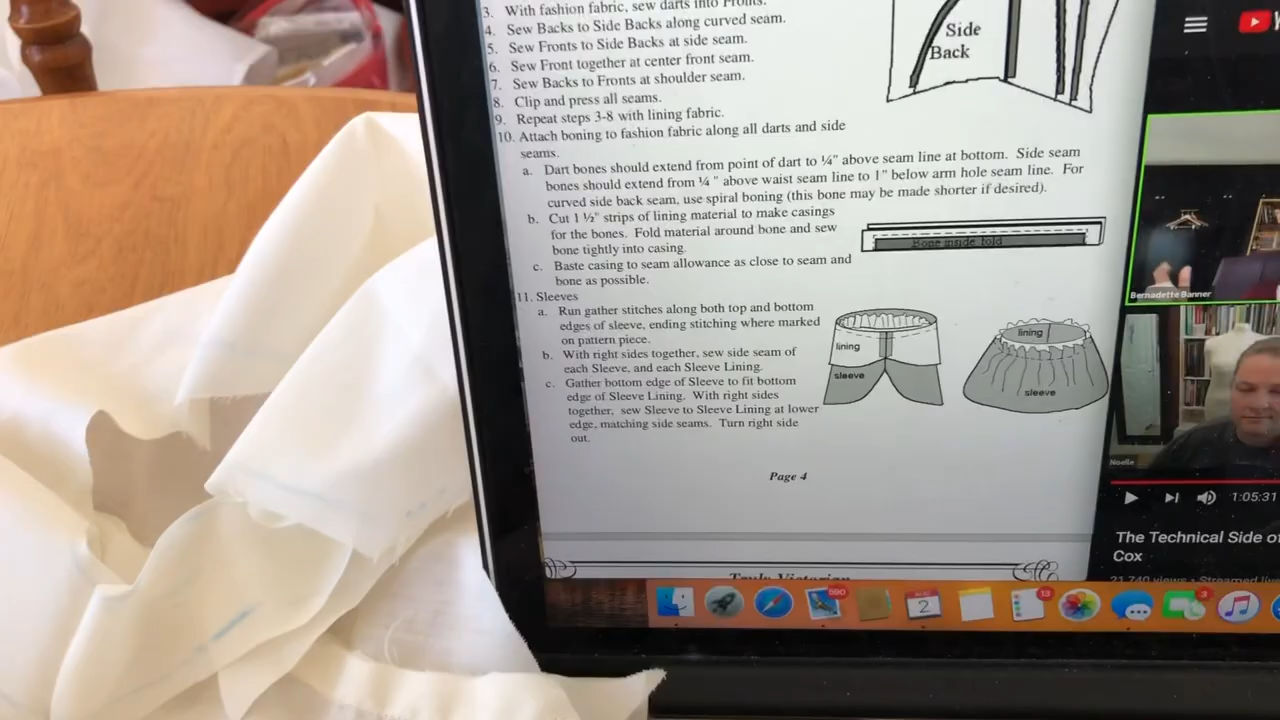 3. With fashion fabric, sew darts into Fronts.
4. Sew Backs to Side Backs along curved seam.
5. Sew Fronts to Side Backs at side seam.
6. Sew Front together at center front seam.
7. Sew Backs to Fronts at shoulder seam.
8. Clip and press all seams.
9. Repeat steps 3-8 with lining fabric.
10. Attach boning to fashion fabric along all darts and side
seams.
a. Dart bones should extend from point of dart to ¼" above seam line at bottom. Side seam
bones should extend from ¼ " above waist seam line to 1" below arm hole seam line. For
curved side back seam, use spiral boning (this bone may be made shorter if desired).
b. Cut 1 ½" strips of lining material to make casings
for the bones. Fold material around bone and sew
bone tightly into casing.
c. Baste casing to seam allowance as close to seam and
bone as possible.
11. Sleeves
a. Run gather stitches along both top and bottom
edges of sleeve, ending stitching where marked
on pattern piece.
b. With right sides together, sew side seam of
each Sleeve, and each Sleeve Lining.
c. Gather bottom edge of Sleeve to fit bottom
edge of Sleeve Lining. With right sides
together, sew Sleeve to Sleeve Lining at lower
edge, matching side seams. Turn right side
out.
Side
Back
Bone inside fold
lining
sleeve
lining
sleeve
Page 4
Truly Victorian
Bernadette Banner
Noelle
1:05:31
The Technical Side of
Cox
21,740 views • Streamed
590
2
13
3